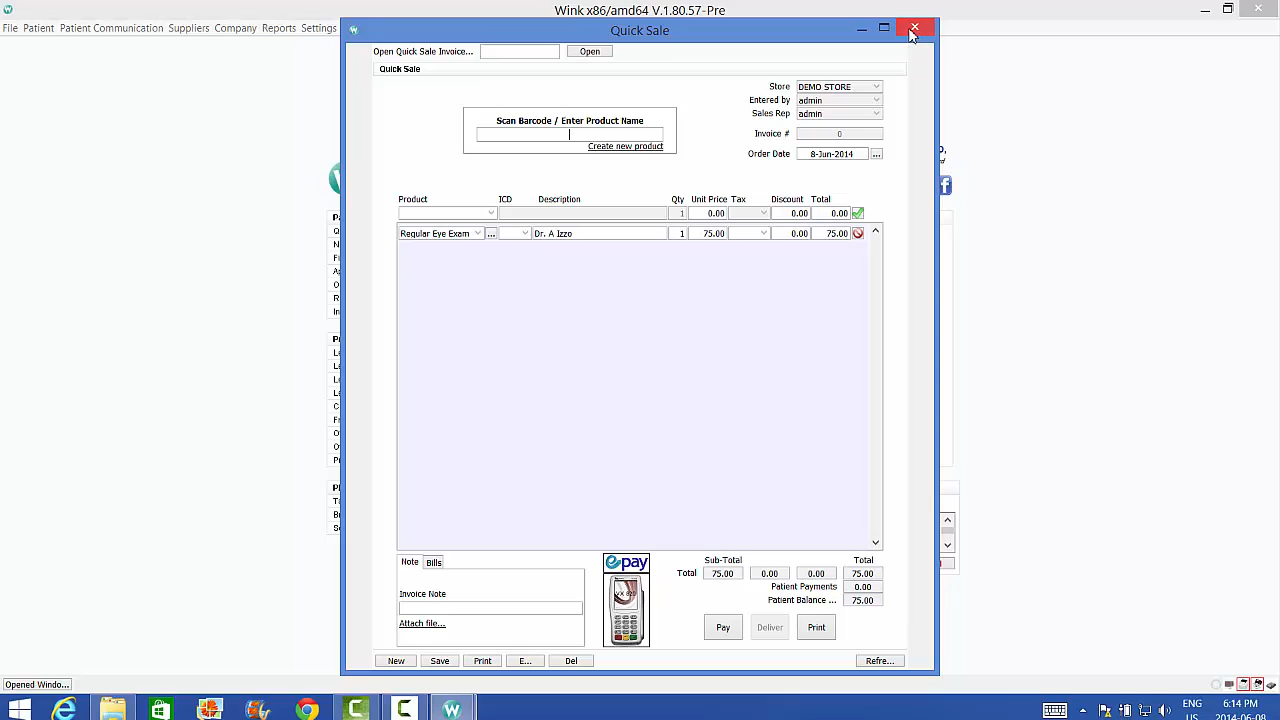 Wink x86/amd64 V.1.80.57-Pre
File Patient Patient Communication Suppliers Company Reports Settings
Quick Sale
Open Quick Sale Invoice... Open
Quick Sale
Store DEMO STORE
Entered by admin
Sales Rep admin
Invoice # 0
Order Date 8-Jun-2014 ...
Scan Barcode / Enter Product Name
Create new product
Product ICD Description Qty Unit Price Tax Discount Total
1 0.00 0.00 0.00
Regular Eye Exam ... Dr. A Izzo 1 75.00 0.00 75.00
Note Bills
Invoice Note
Attach file...
e-pay
Sub-Total Total
Total 75.00 0.00 0.00 75.00
Patient Payments 0.00
Patient Balance ... 75.00
Pay Deliver Print
New Save Print E... Del Refre...
Opened Windo...
ENG 6:14 PM
US 2014-06-08